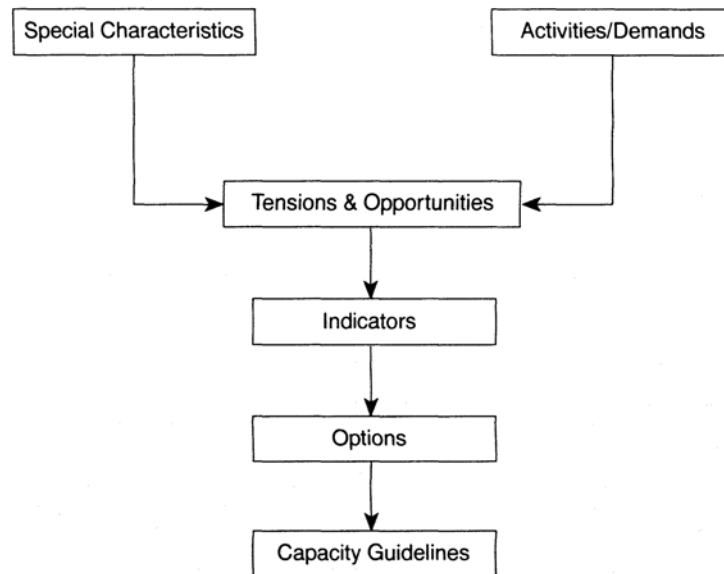 Special Characteristics
Activities/Demands
Tensions & Opportunities
Indicators
Options
Capacity Guidelines